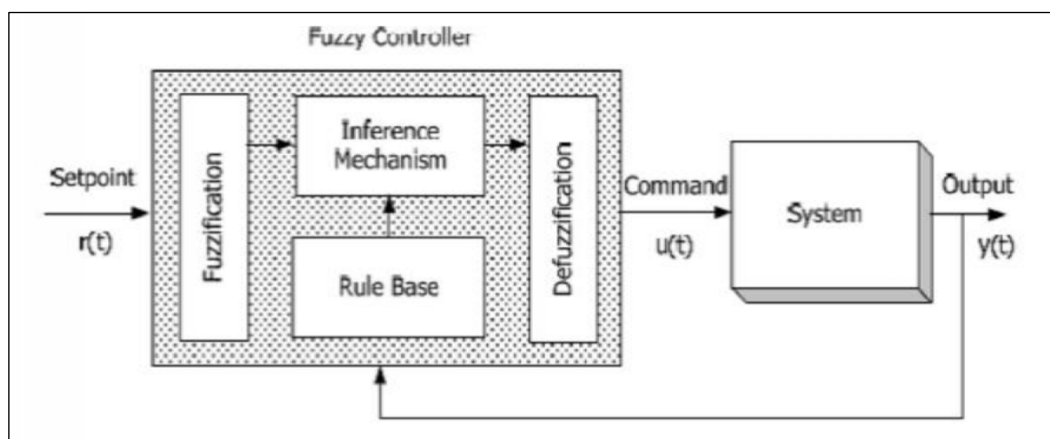 Fuzzy Controller
Setpoint
r(t)
Fuzzification
Inference
Mechanism
Rule Base
Defuzzification
Command
u(t)
System
Output
y(t)